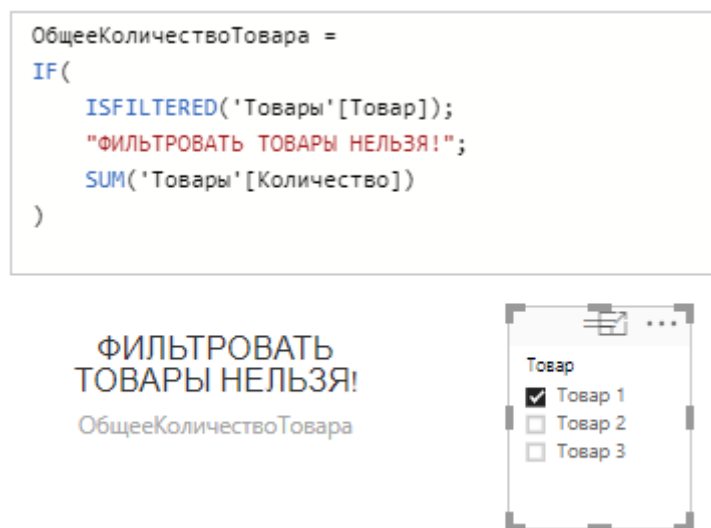 ОбщееКоличествоТовара =
IF(
ISFILTERED('Товары'[Товар]);
"ФИЛЬТРОВАТЬ ТОВАРЫ НЕЛЬЗЯ!";
SUM('Товары'[Количество])
)
ФИЛЬТРОВАТЬ
ТОВАРЫ НЕЛЬЗЯ!
ОбщееКоличествоТовара
Товар
Товар 1
Товар 2
Товар 3